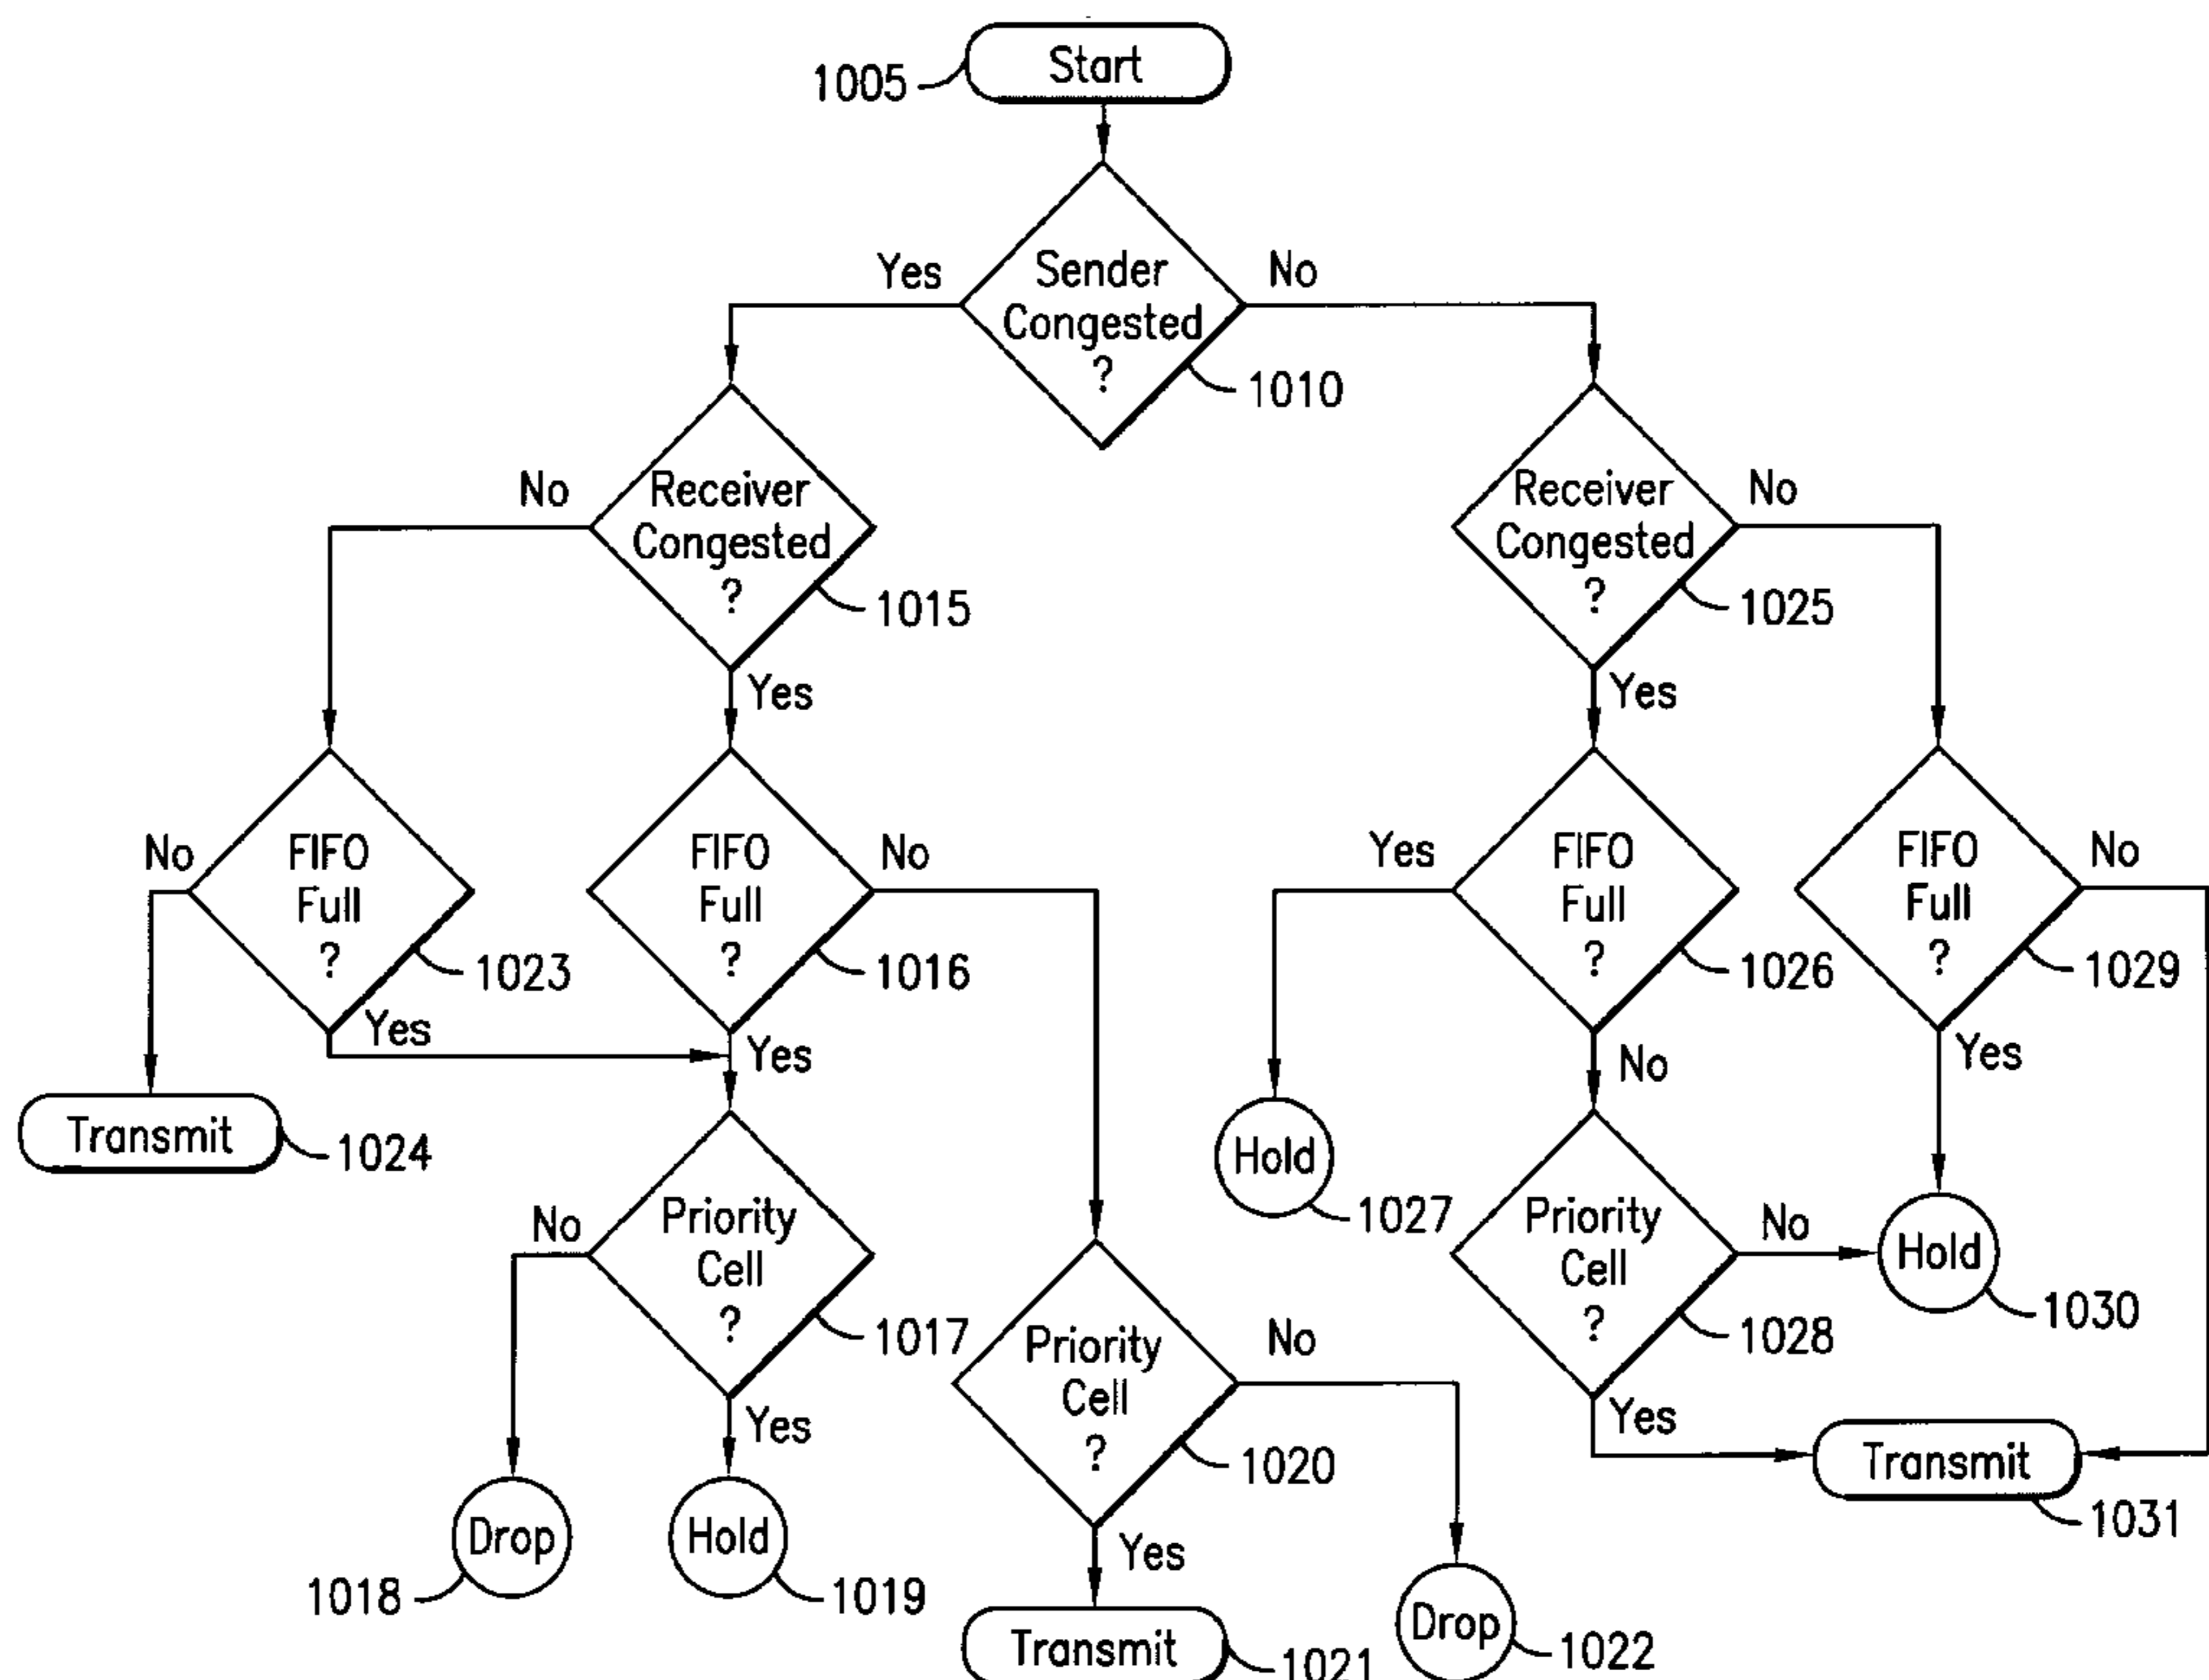 Start
1005
Yes
Sender
Congested
?
No
1010
No
Receiver
Congested
?
1015
Yes
Receiver
Congested
?
No
1025
Yes
No
FIFO
Full
?
1023
Yes
FIFO
Full
?
No
1016
Yes
Yes
FIFO
Full
?
1026
No
FIFO
Full
?
No
1029
Yes
Transmit
1024
No
Priority
Cell
?
1017
Yes
Hold
1027
Priority
Cell
?
No
1028
Yes
Hold
1030
Priority
Cell
?
No
1020
Yes
Transmit
1031
Drop
1018
Hold
1019
Transmit
1021
Drop
1022